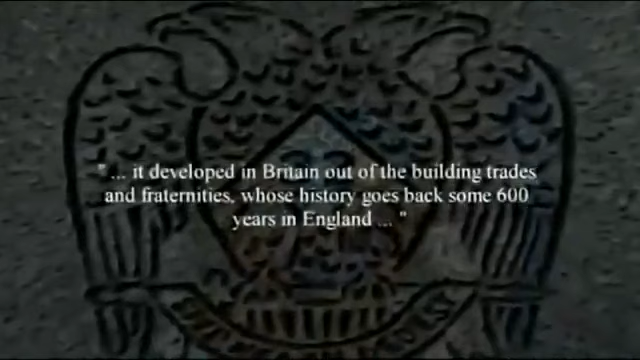 " ... it developed in Britain out of the building trades
and fraternities, whose history goes back some 600
years in England ... "